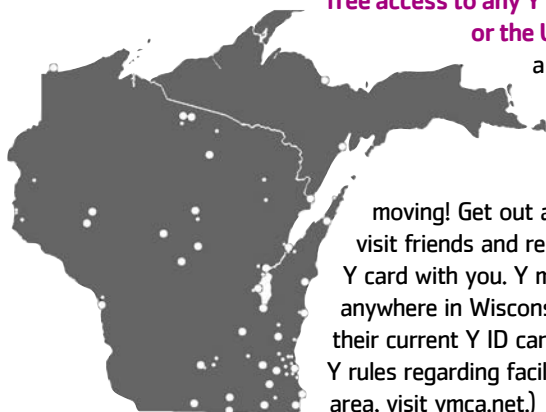 free access to any Y
or the U
a
moving! Get out a
visit friends and re
Y card with you. Y m
anywhere in Wiscons
their current Y ID car
Y rules regarding facil
area, visit ymca.net.)